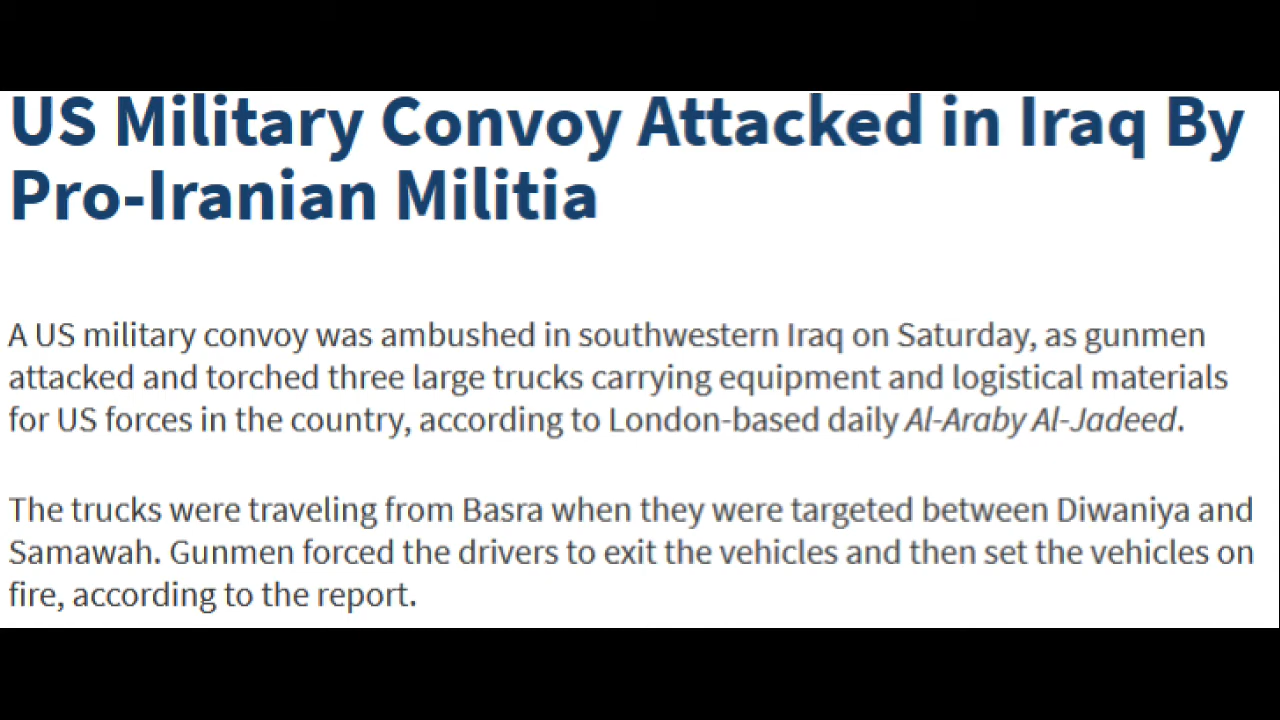 US Military Convoy Attacked in Iraq By
Pro-Iranian Militia
A US military convoy was ambushed in southwestern Iraq on Saturday, as gunmen
attacked and torched three large trucks carrying equipment and logistical materials
for US forces in the country, according to London-based daily Al-Araby Al-Jadeed.
The trucks were traveling from Basra when they were targeted between Diwaniya and
Samawah. Gunmen forced the drivers to exit the vehicles and then set the vehicles on
fire, according to the report.